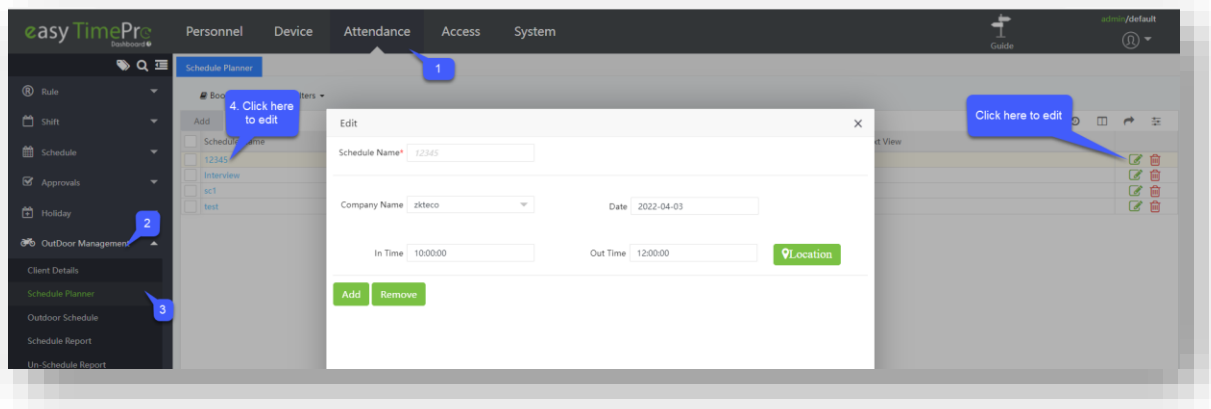 easy TimePro
Dashboard
Personnel
Device
Attendance
Access
System
Guide
admin/default
Schedule Planner
1
Rule
Shift
Schedule
Approvals
Holiday
2
OutDoor Management
Client Details
Schedule Planner
3
Outdoor Schedule
Schedule Report
Un-Schedule Report
Add
4. Click here
to edit
12345
Interview
sc1
test
Edit
Schedule Name* 12345
Company Name zkteco
Date 2022-04-03
In Time 10:00:00
Out Time 12:00:00
Location
Add
Remove
Click here to edit
View